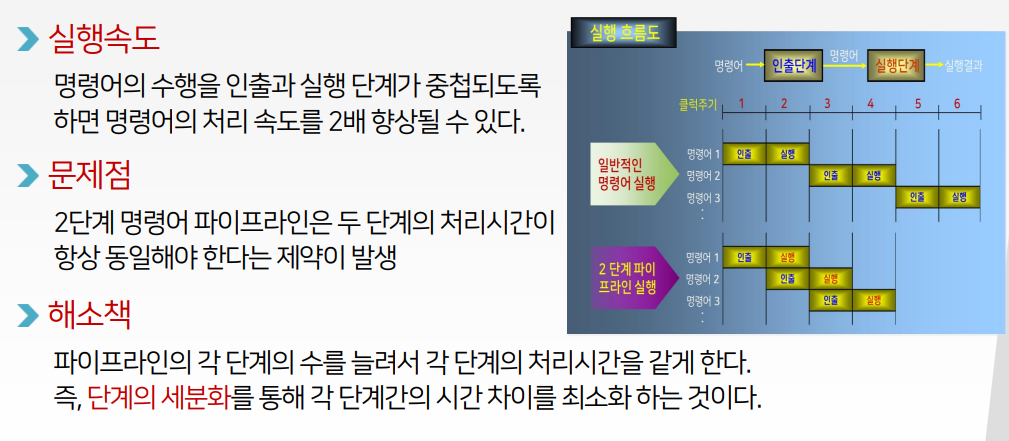 실행속도
명령어의 수행을 인출과 실행 단계가 중첩되도록
하면 명령어의 처리 속도를 2배 향상될 수 있다.
문제점
2단계 명령어 파이프라인은 두 단계의 처리시간이
항상 동일해야 한다는 제약이 발생
해소책
파이프라인의 각 단계의 수를 늘려서 각 단계의 처리시간을 같게 한다.
즉, 단계의 세분화를 통해 각 단계간의 시간 차이를 최소화 하는 것이다.
실행 흐름도
명령어 인출단계 명령어 실행단계 실행결과
클럭주기 1 2 3 4 5 6
일반적인
명령어 실행
명령어 1 인출 실행
명령어 2 인출 실행
명령어 3 인출 실행
:
2 단계 파이
프라인 실행
명령어 1 인출 실행
명령어 2 인출 실행
명령어 3 인출 실행
: